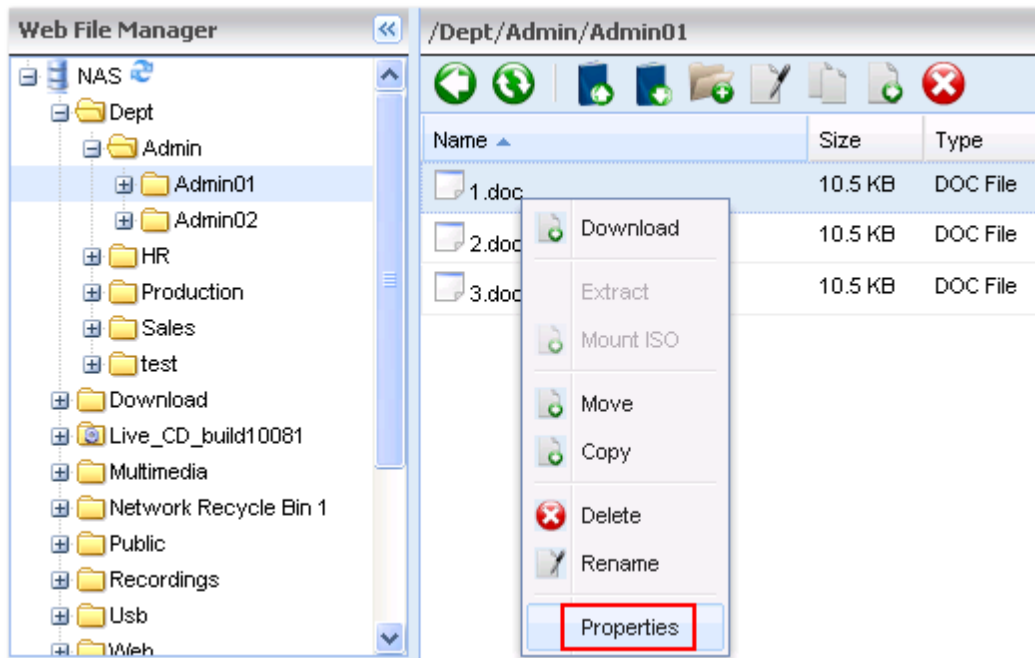 Web File Manager
NAS
Dept
Admin
Admin01
Admin02
HR
Production
Sales
test
Download
Live_CD_build10081
Multimedia
Network Recycle Bin 1
Public
Recordings
Usb
Web
/Dept/Admin/Admin01
Name Size Type
1.doc 10.5 KB DOC File
2.doc 10.5 KB DOC File
3.doc 10.5 KB DOC File
Download
Extract
Mount ISO
Move
Copy
Delete
Rename
Properties